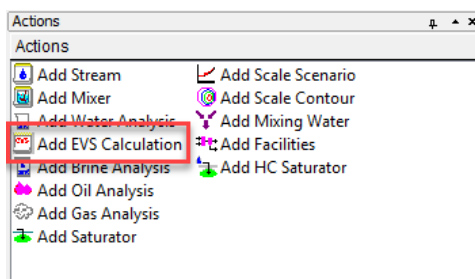 Actions
Actions
Add Stream
Add Mixer
Add Water Analysis
Add EVS Calculation
Add Brine Analysis
Add Oil Analysis
Add Gas Analysis
Add Saturator
Add Scale Scenario
Add Scale Contour
Add Mixing Water
Add Facilities
Add HC Saturator